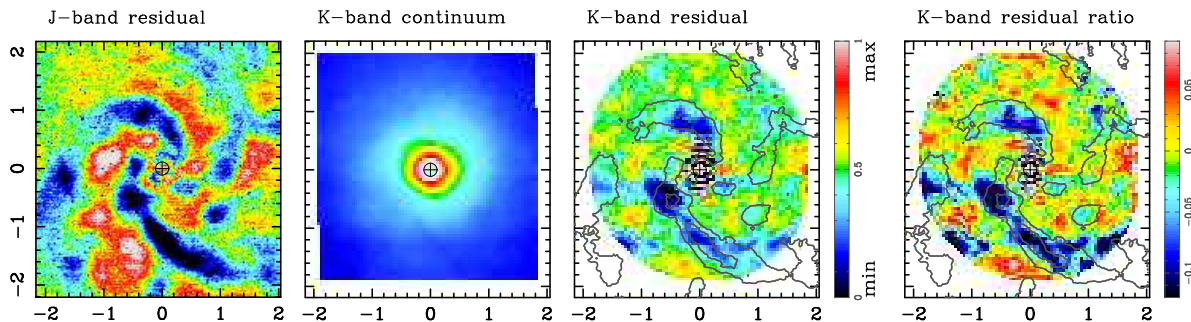 J-band residual K-band continuum K-band residual K-band residual ratio
2 1 0 −1 −2
max 1 0.5 0 min
0.05 0 −0.05 −0.1
−2 −1 0 1 2 −2 −1 0 1 2 −2 −1 0 1 2 −2 −1 0 1 2